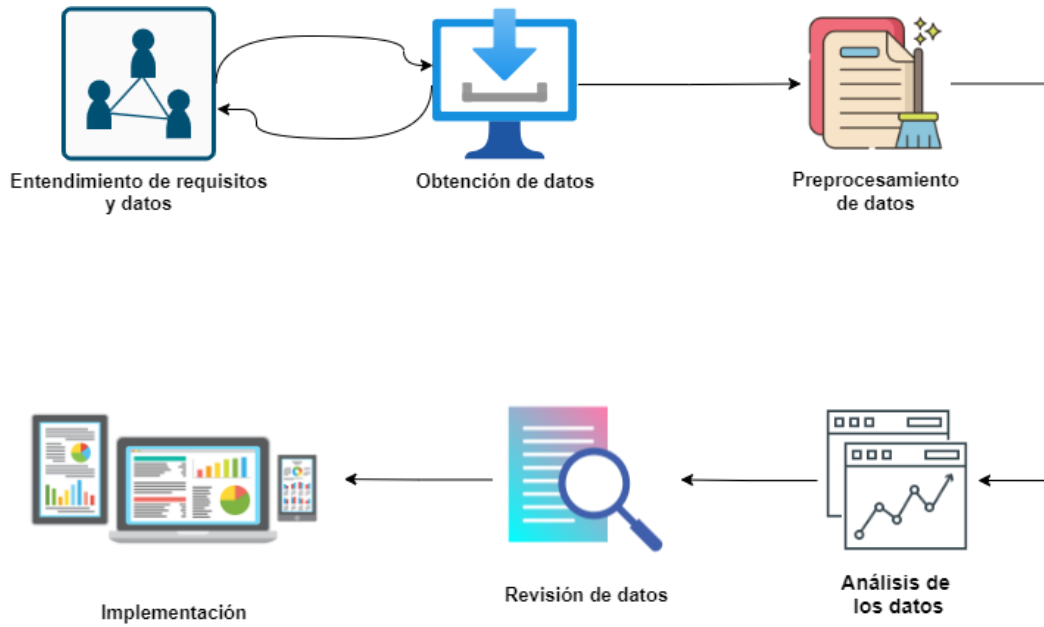 Entendimiento de requisitos
y datos
Obtención de datos
Preprocesamiento
de datos
Implementación
Revisión de datos
Análisis de
los datos